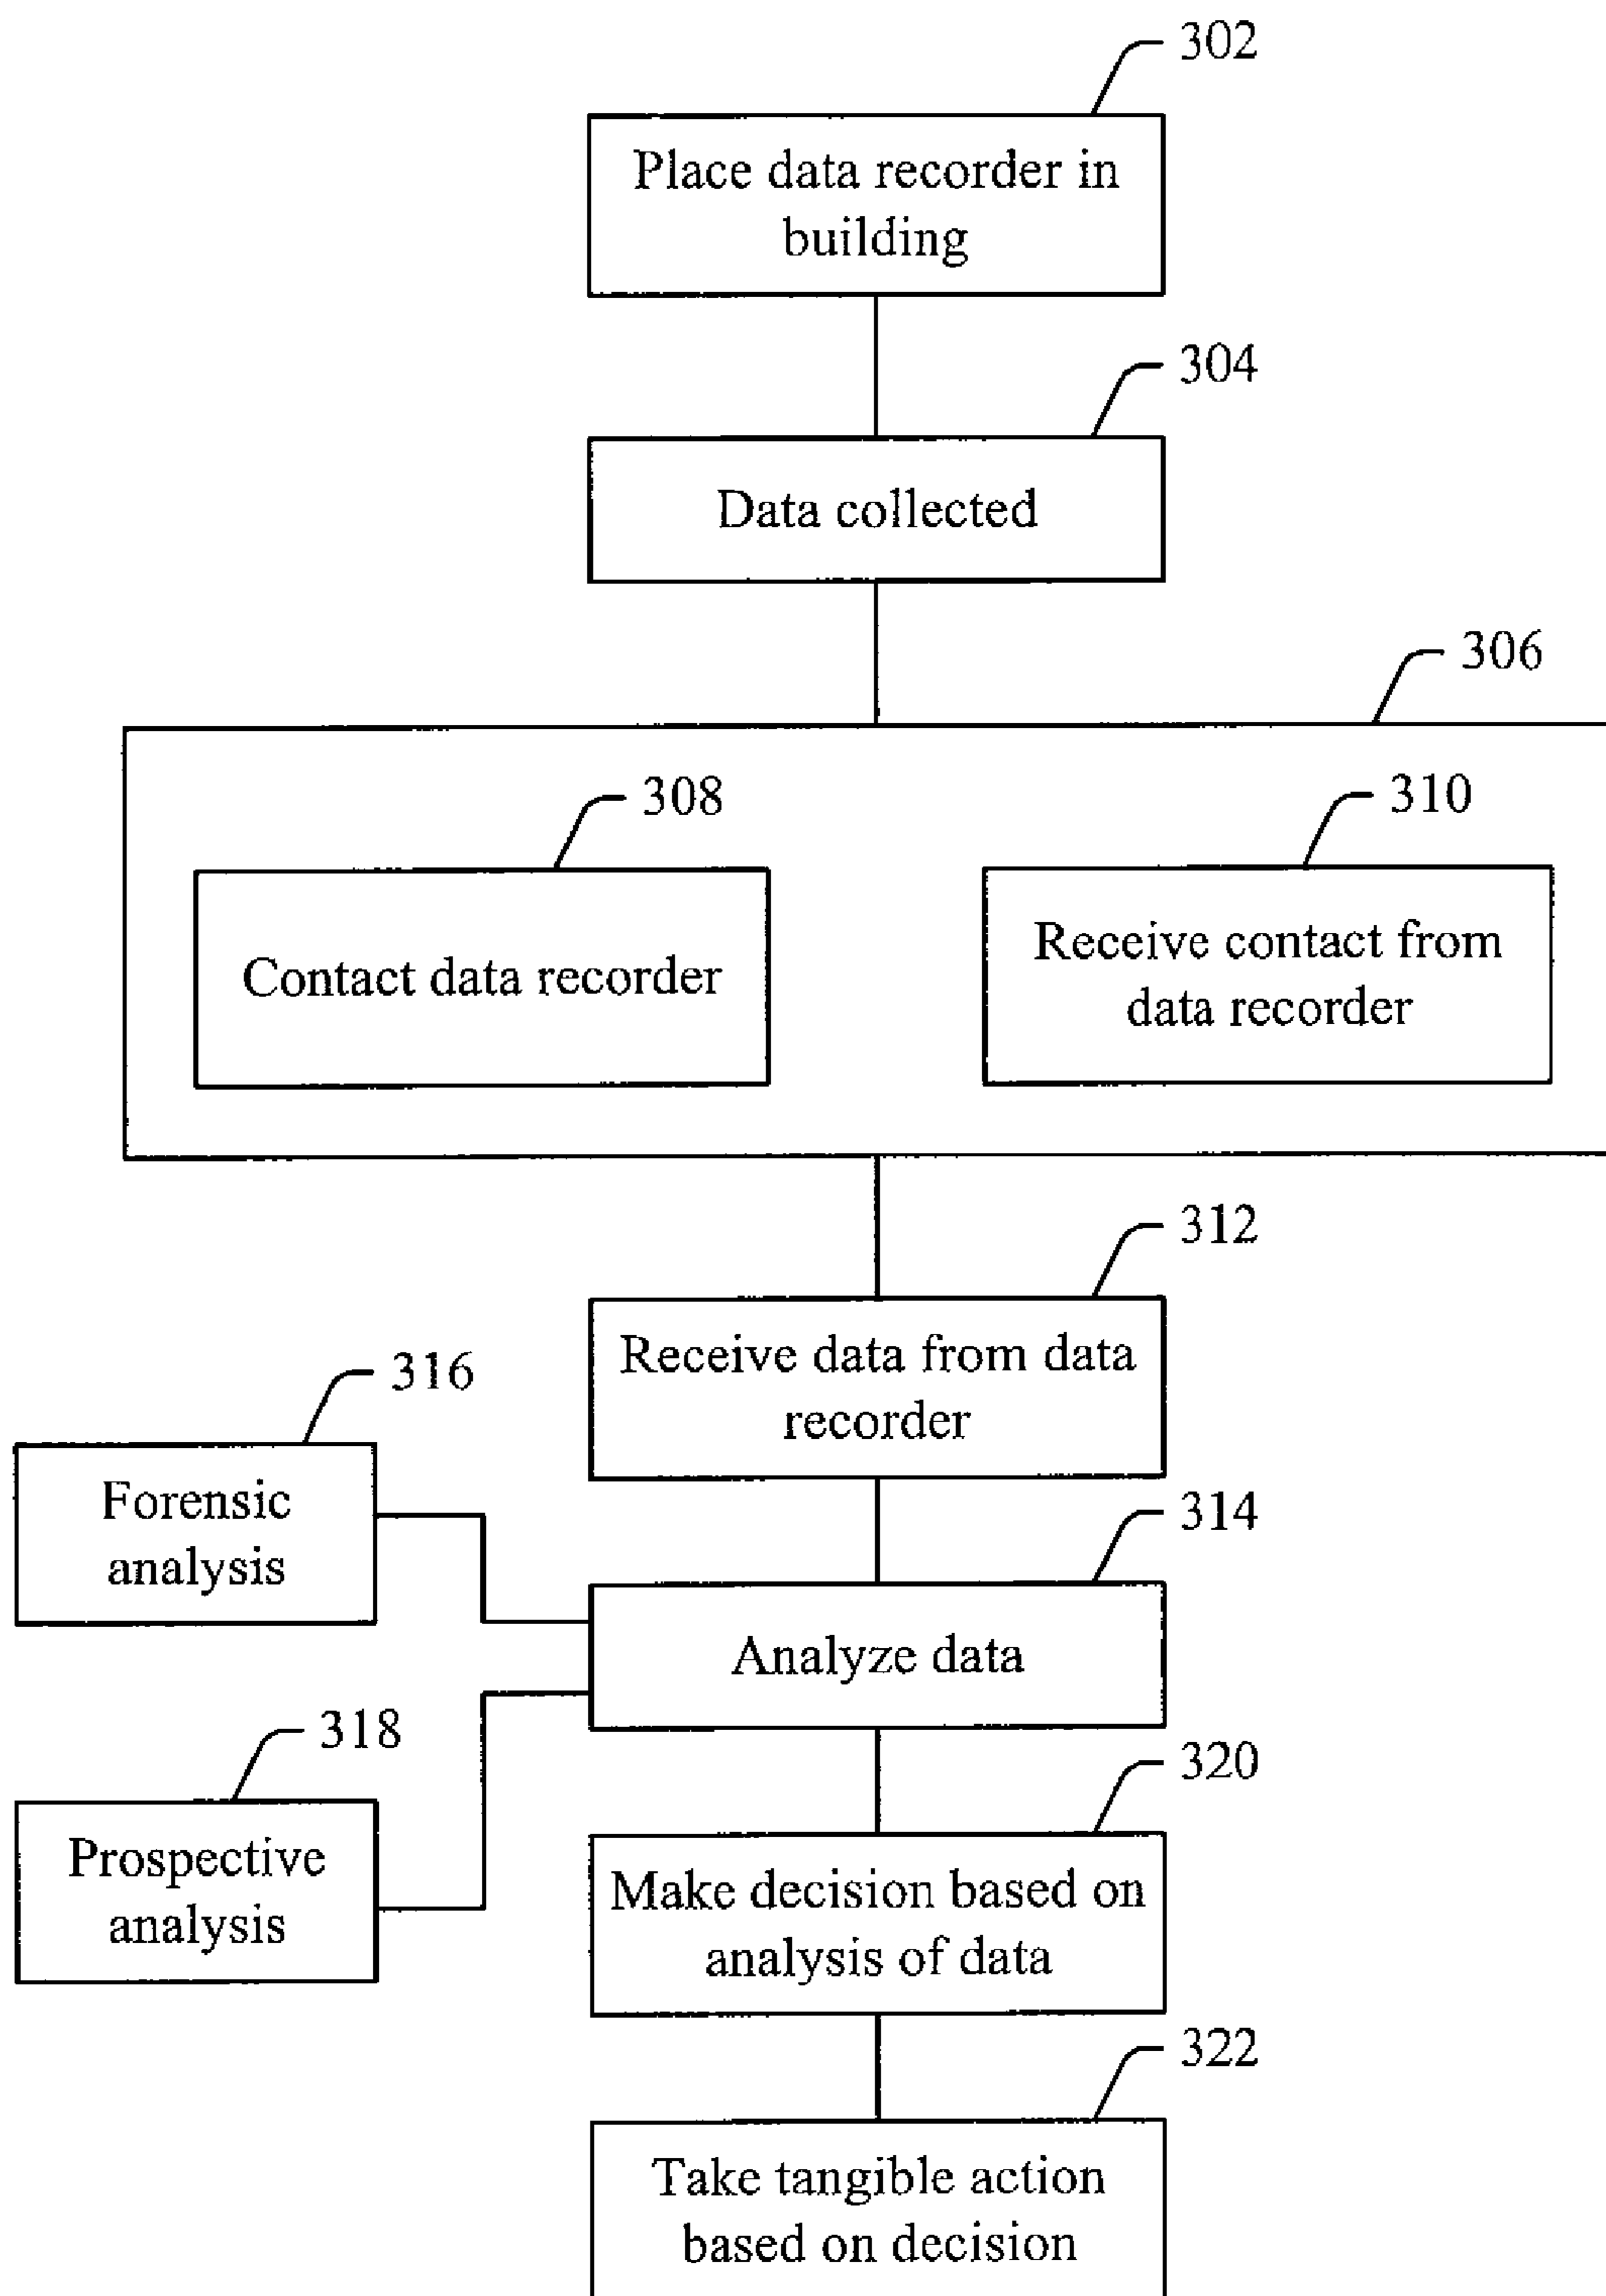 302
Place data recorder in
building
304
Data collected
306
308
Contact data recorder
310
Receive contact from
data recorder
312
Receive data from data
recorder
316
Forensic
analysis
314
Analyze data
318
Prospective
analysis
320
Make decision based on
analysis of data
322
Take tangible action
based on decision